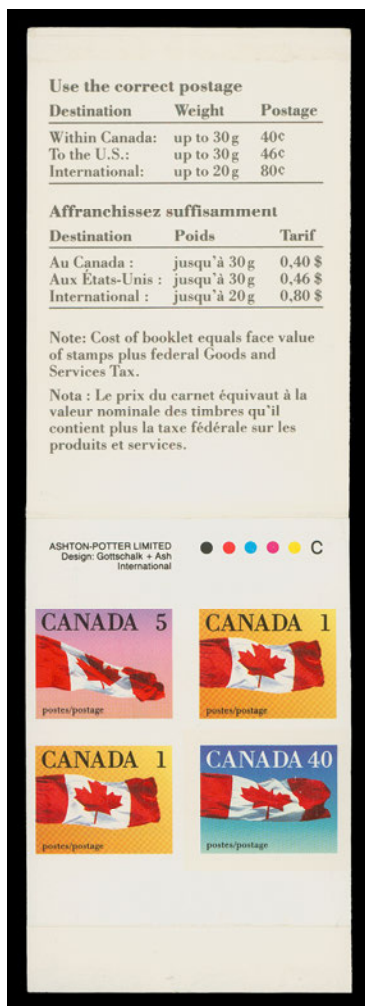 Use the correct postage
Destination Weight Postage
Within Canada: up to 30 g 40¢
To the U.S.: up to 30 g 46¢
International: up to 20 g 80¢
Affranchissez suffisamment
Destination Poids Tarif
Au Canada : jusqu'à 30 g 0,40 $
Aux États-Unis : jusqu'à 30 g 0,46 $
International : jusqu'à 20 g 0,80 $
Note: Cost of booklet equals face value
of stamps plus federal Goods and
Services Tax.
Nota : Le prix du carnet équivaut à la
valeur nominale des timbres qu'il
contient plus la taxe fédérale sur les
produits et services.
ASHTON-POTTER LIMITED
Design: Gottschalk + Ash
International
C
CANADA 5
postes/postage
CANADA 1
postes/postage
CANADA 1
postes/postage
CANADA 40
postes/postage